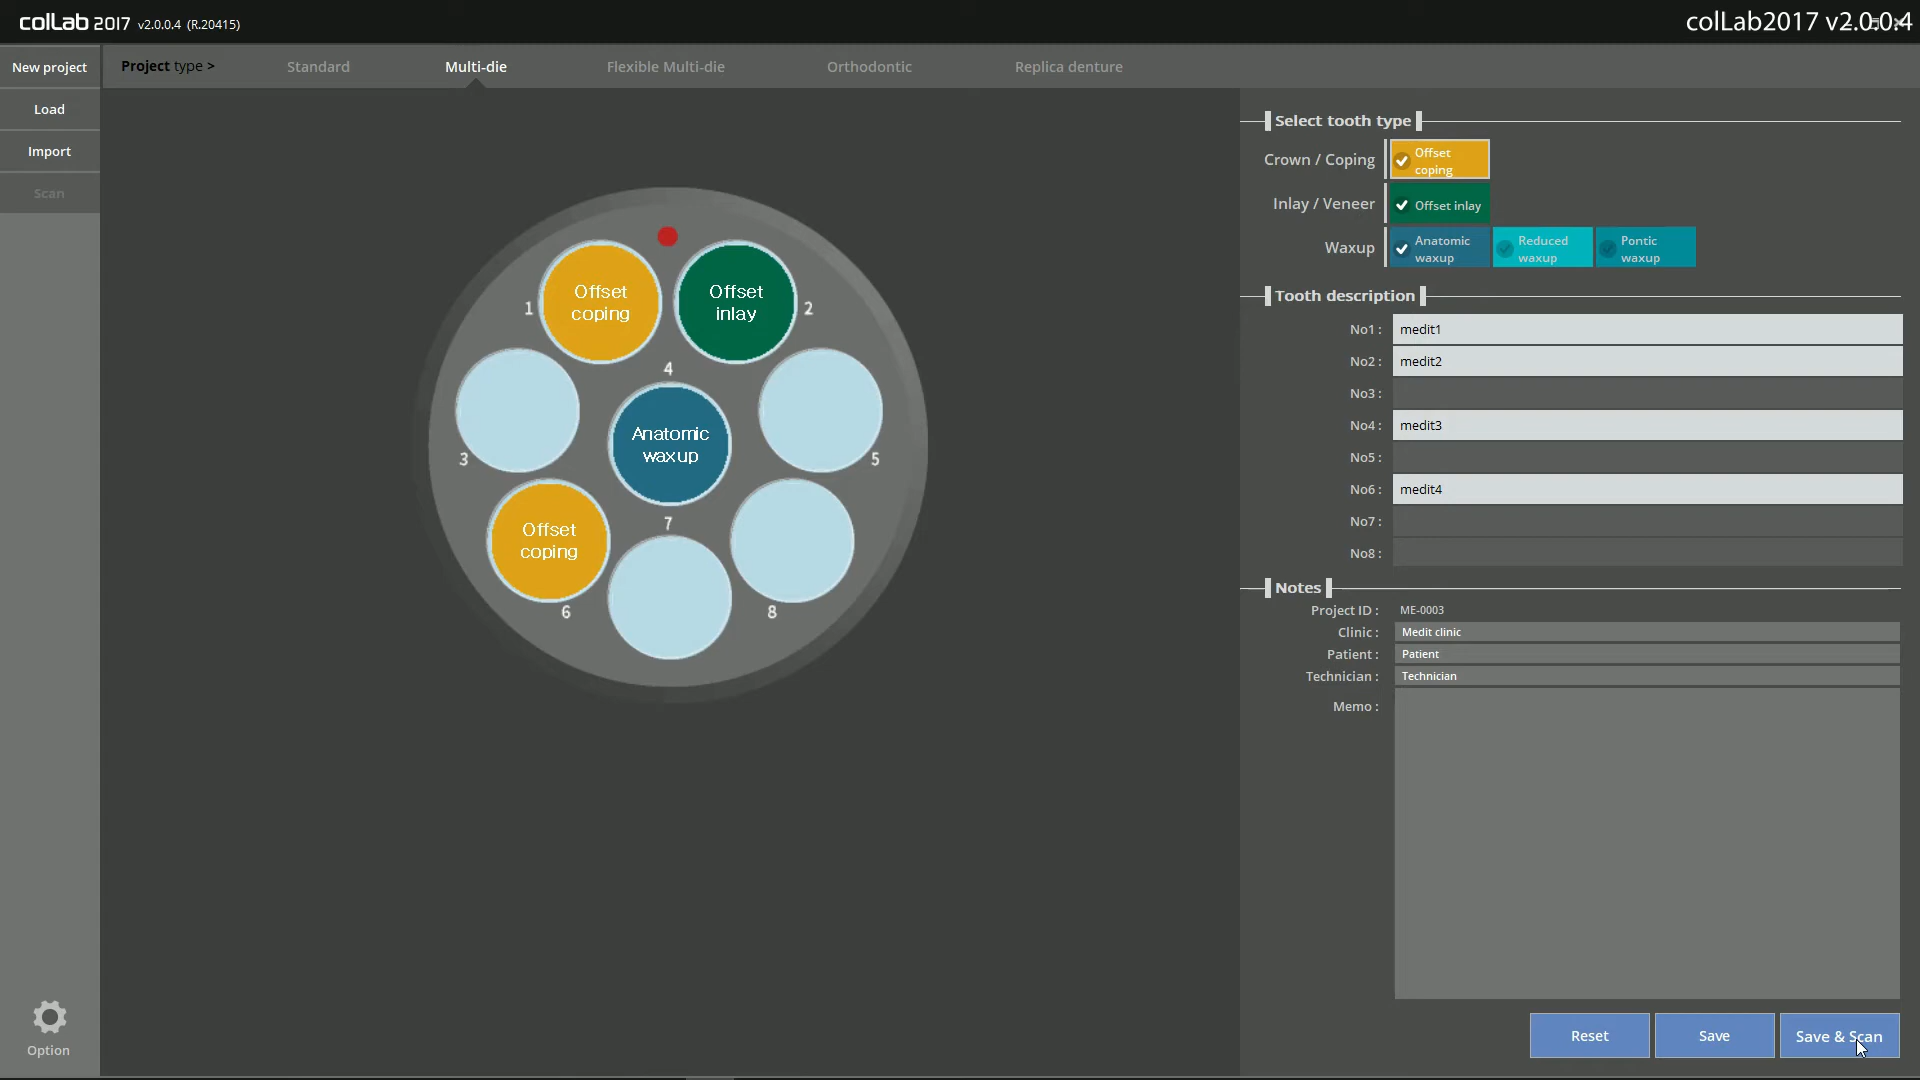 colLab 2017 v2.0.0.4 (R.20415)
colLab2017 v2.0.0.4
New project
Load
Import
Scan
Project type >
Standard
Multi-die
Flexible Multi-die
Orthodontic
Replica denture
1
Offset
coping
Offset
inlay
2
3
4
Anatomic
waxup
5
Offset
coping
6
7
8
Select tooth type
Crown / Coping
Offset
coping
Inlay / Veneer
Offset inlay
Waxup
Anatomic
waxup
Reduced
waxup
Pontic
waxup
Tooth description
No1 : medit1
No2 : medit2
No3 :
No4 : medit3
No5 :
No6 : medit4
No7 :
No8 :
Notes
Project ID : ME-0003
Clinic : Medit clinic
Patient : Patient
Technician : Technician
Memo :
Reset
Save
Save & Scan
Option